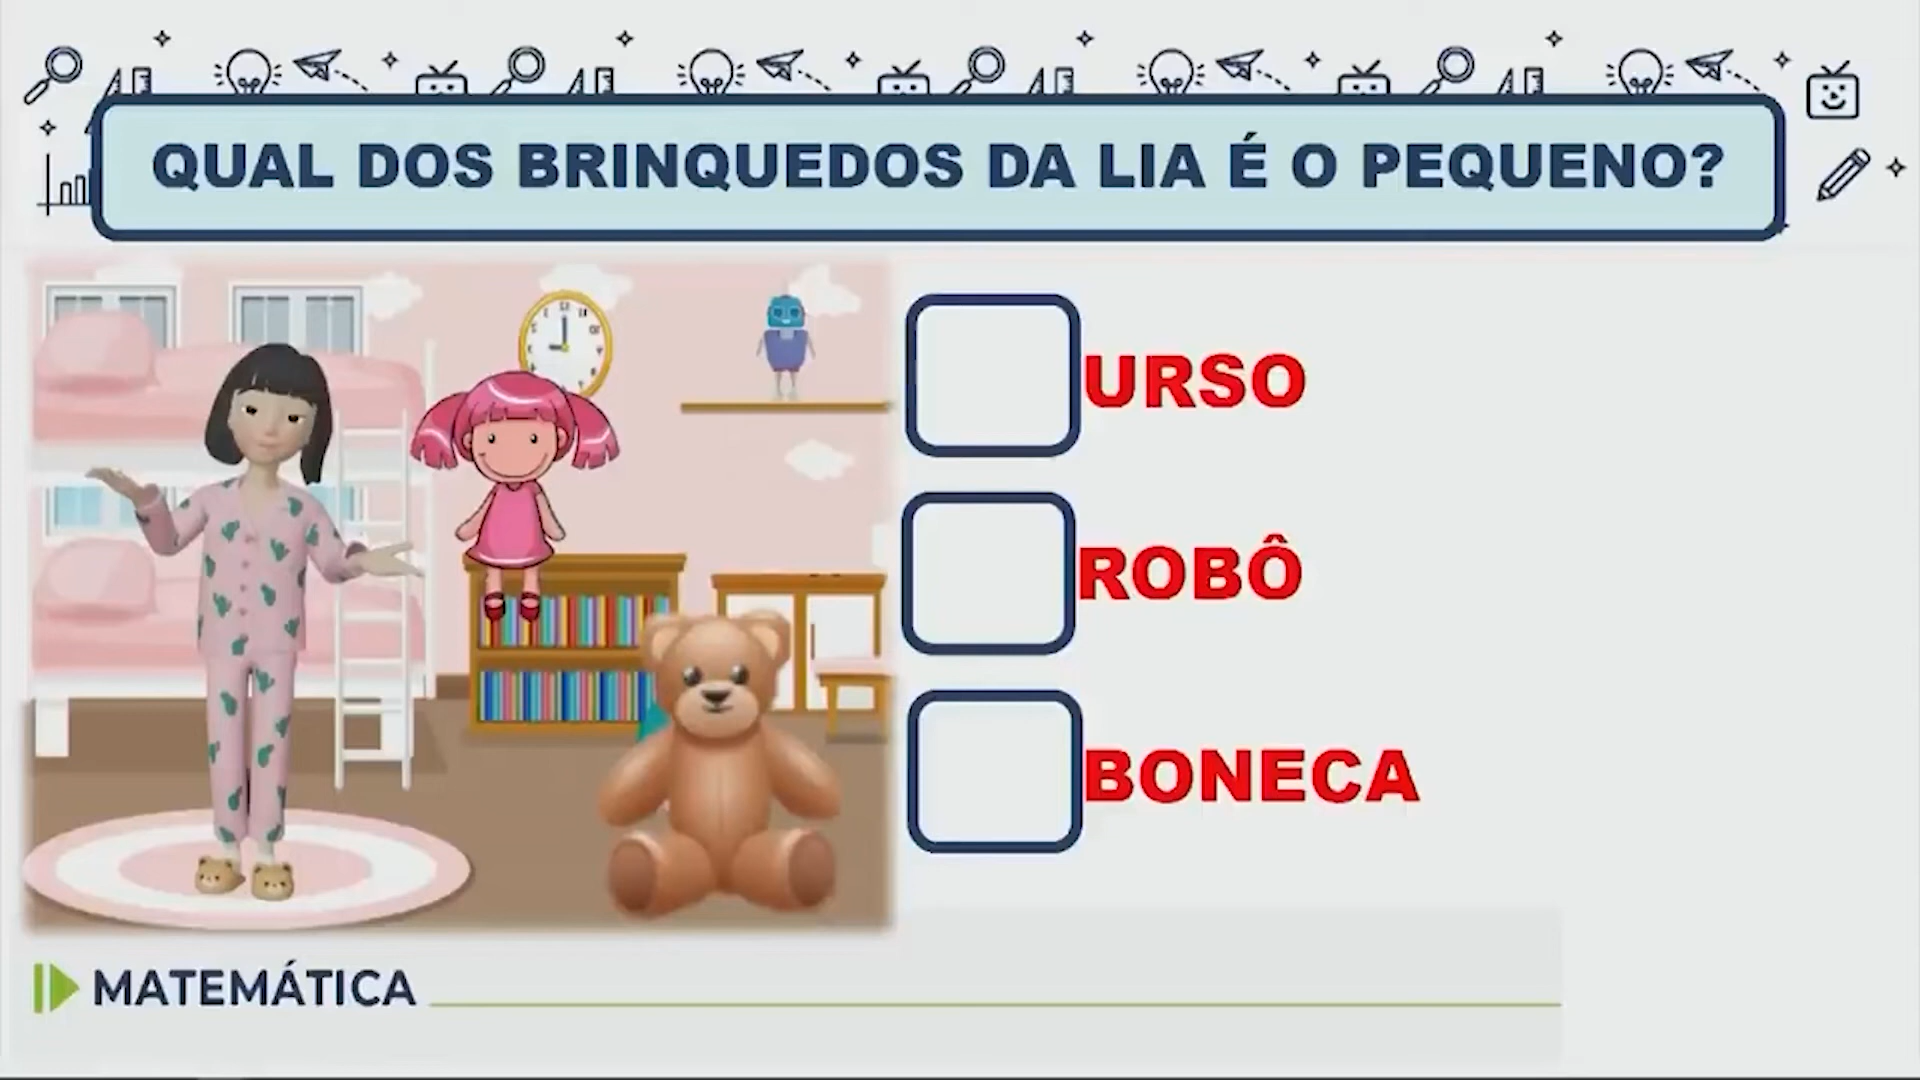 QUAL DOS BRINQUEDOS DA LIA É O PEQUENO?
URSO
ROBÔ
BONECA
MATEMÁTICA